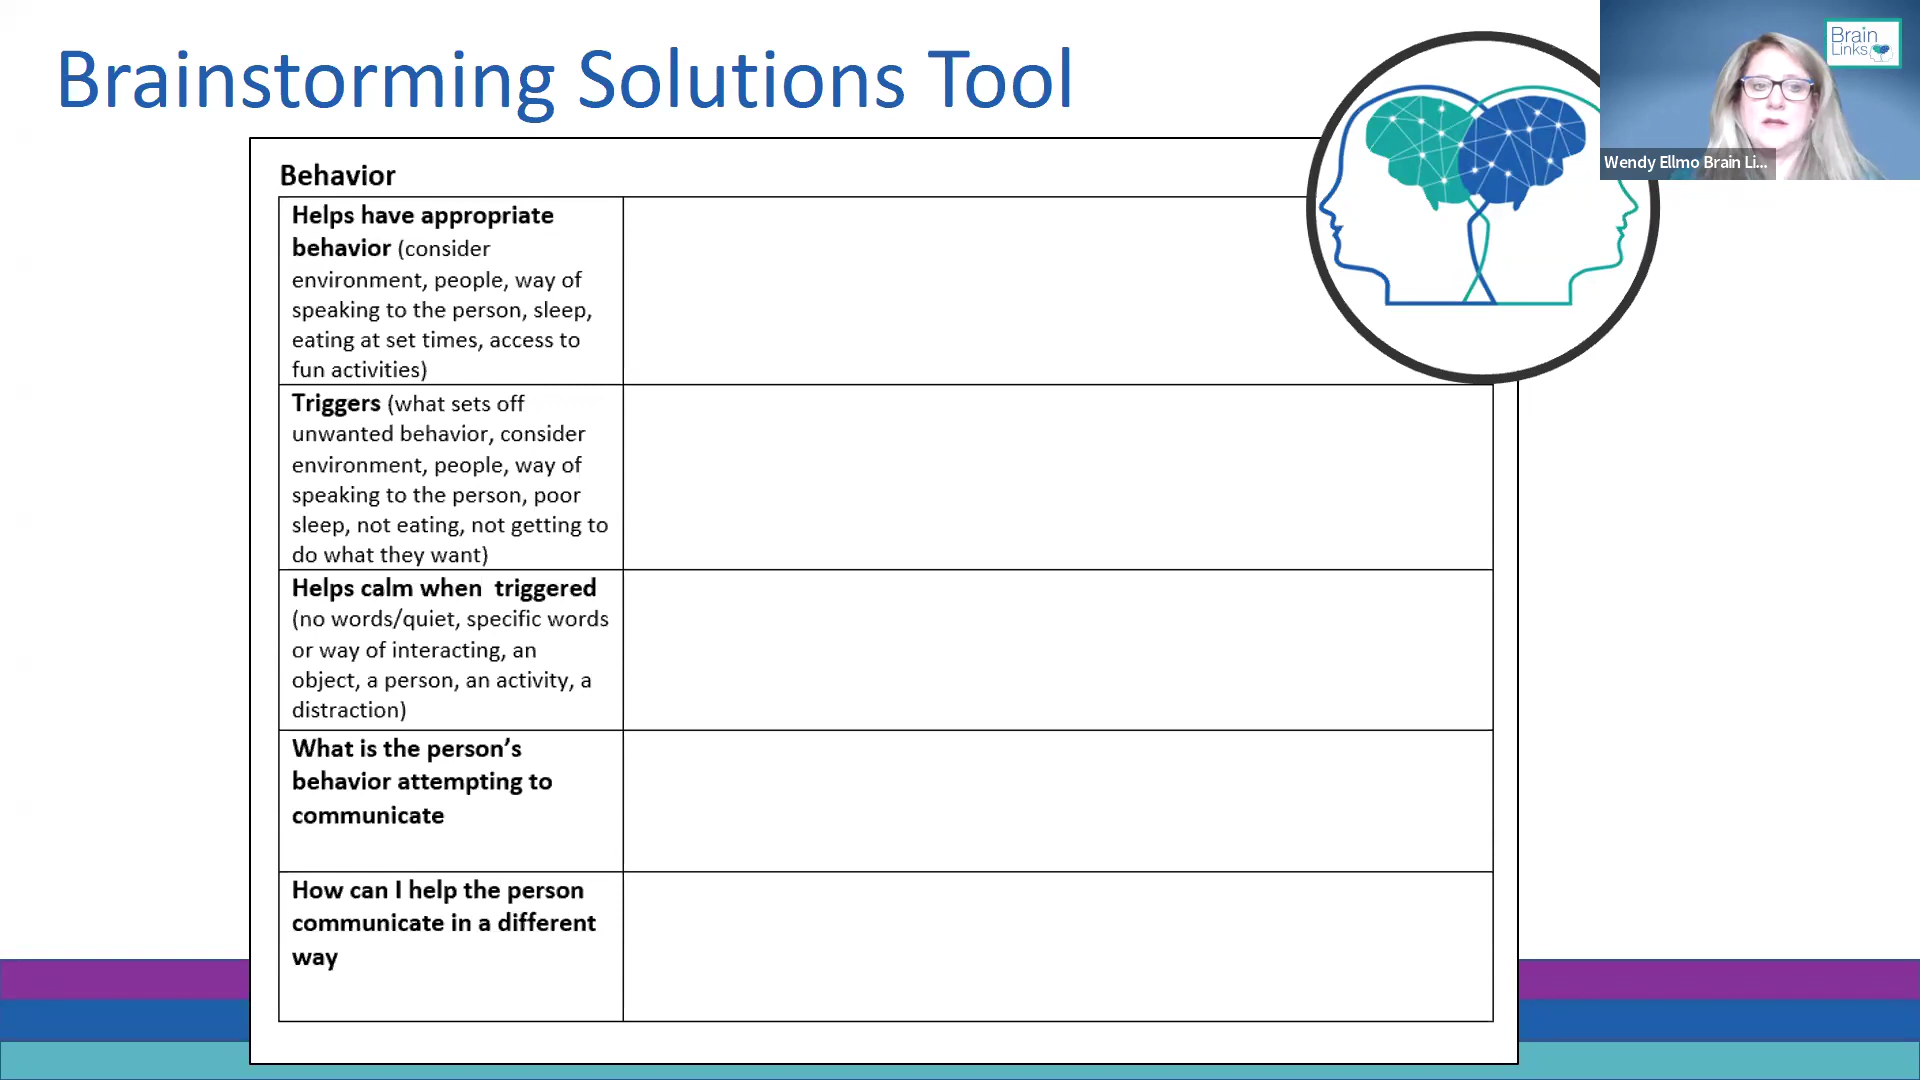 Brainstorming Solutions Tool
Brain
Links
Wendy Ellmo Brain Li...
Behavior
Helps have appropriate
behavior (consider
environment, people, way of
speaking to the person, sleep,
eating at set times, access to
fun activities)
Triggers (what sets off
unwanted behavior, consider
environment, people, way of
speaking to the person, poor
sleep, not eating, not getting to
do what they want)
Helps calm when  triggered
(no words/quiet, specific words
or way of interacting, an
object, a person, an activity, a
distraction)
What is the person’s
behavior attempting to
communicate
How can I help the person
communicate in a different
way